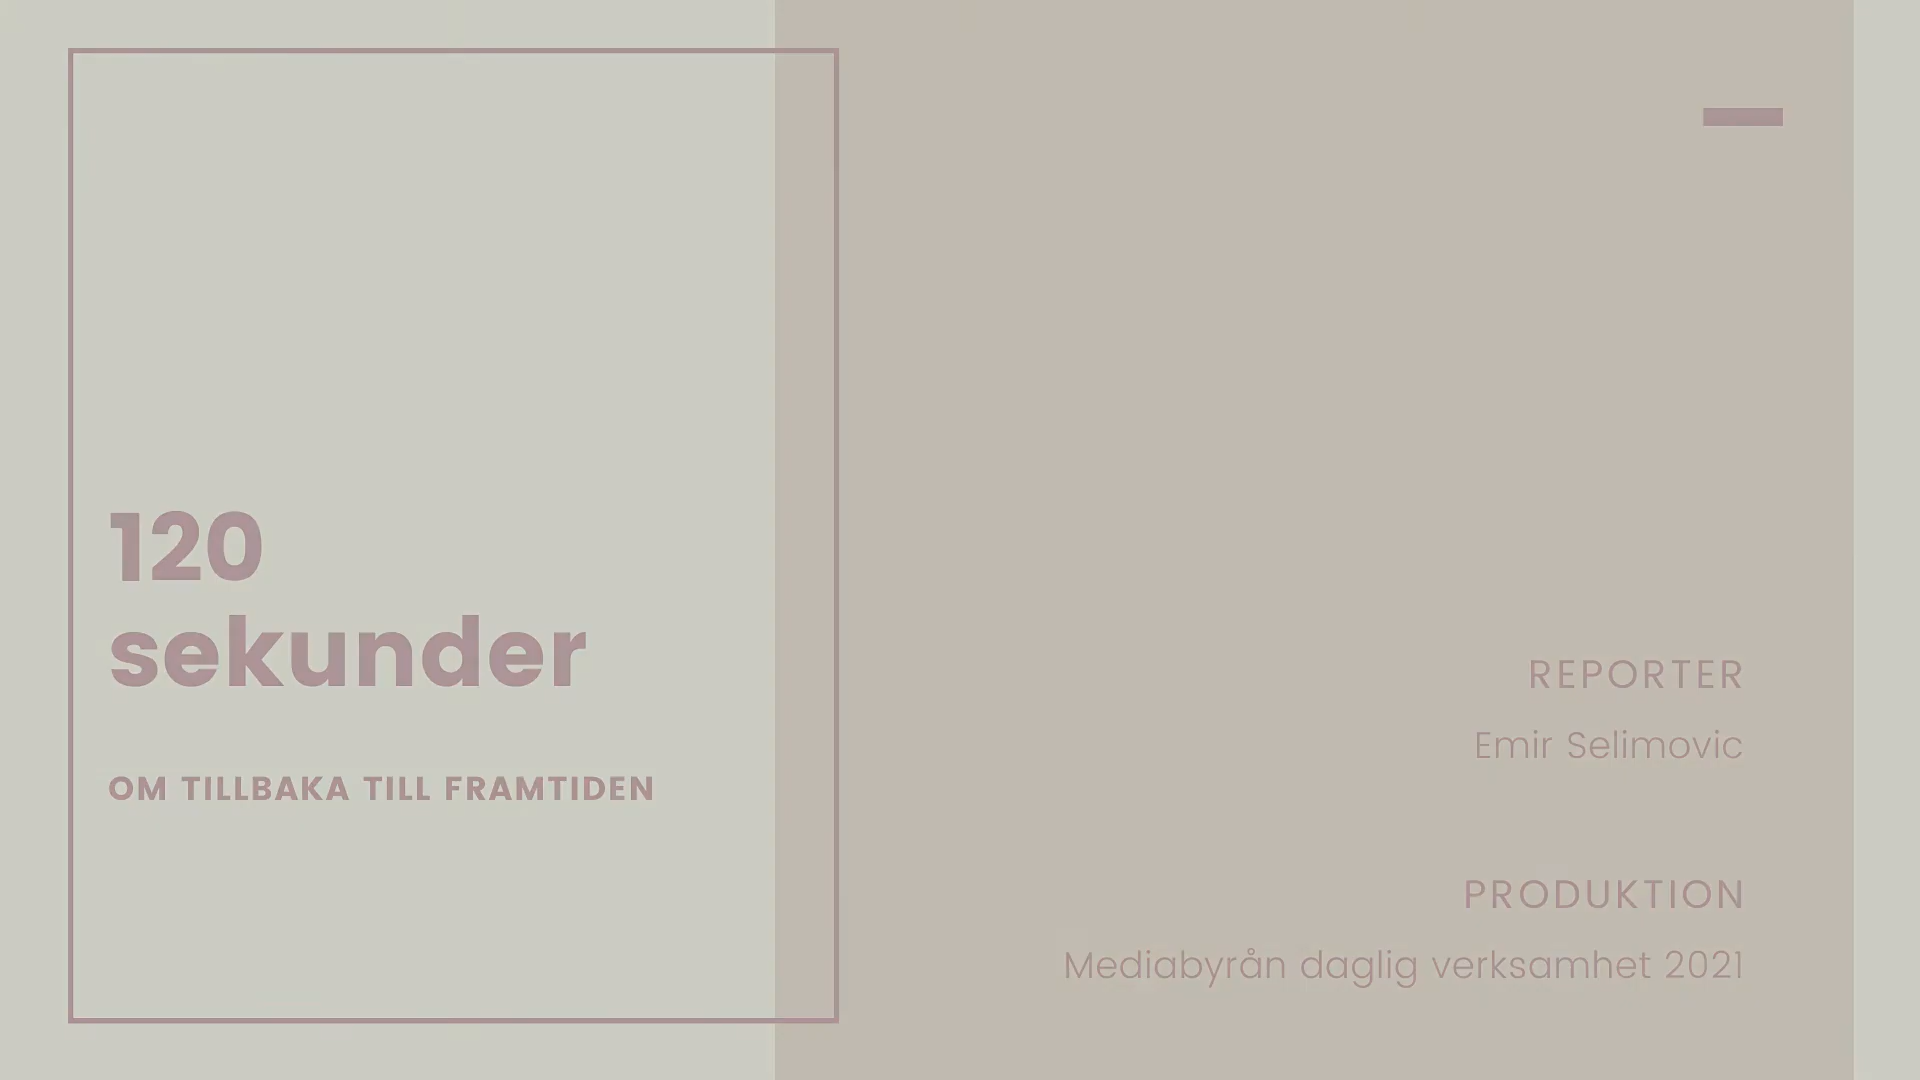 120
sekunder
OM TILLBAKA TILL FRAMTIDEN
REPORTER
Emir Selimovic
PRODUKTION
Mediabyrån daglig verksamhet 2021